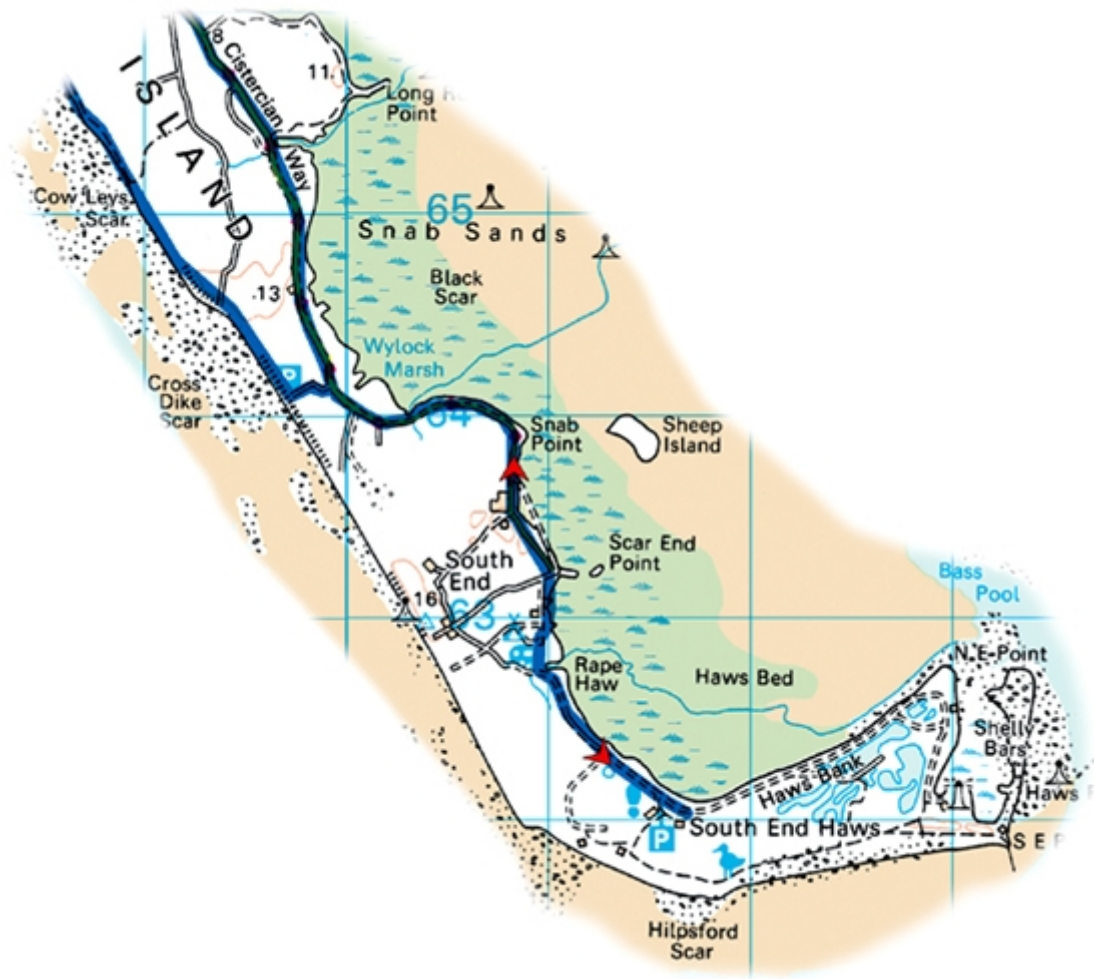 8
Cistercian
Way
11
Long
Point
ISLAND
Cow Leys
Scar
65
Snab Sands
Black
Scar
13
Wylock
Marsh
P
Cross
Dike
Scar
64
Snab
Point
Sheep
Island
South
End
Scar End
Point
16
63
Bass
Pool
Rape
Haw
Haws Bed
N.E-Point
Shelly
Bars
Haws Bank
Haws
P
South End Haws
SEP
Hilpsford
Scar